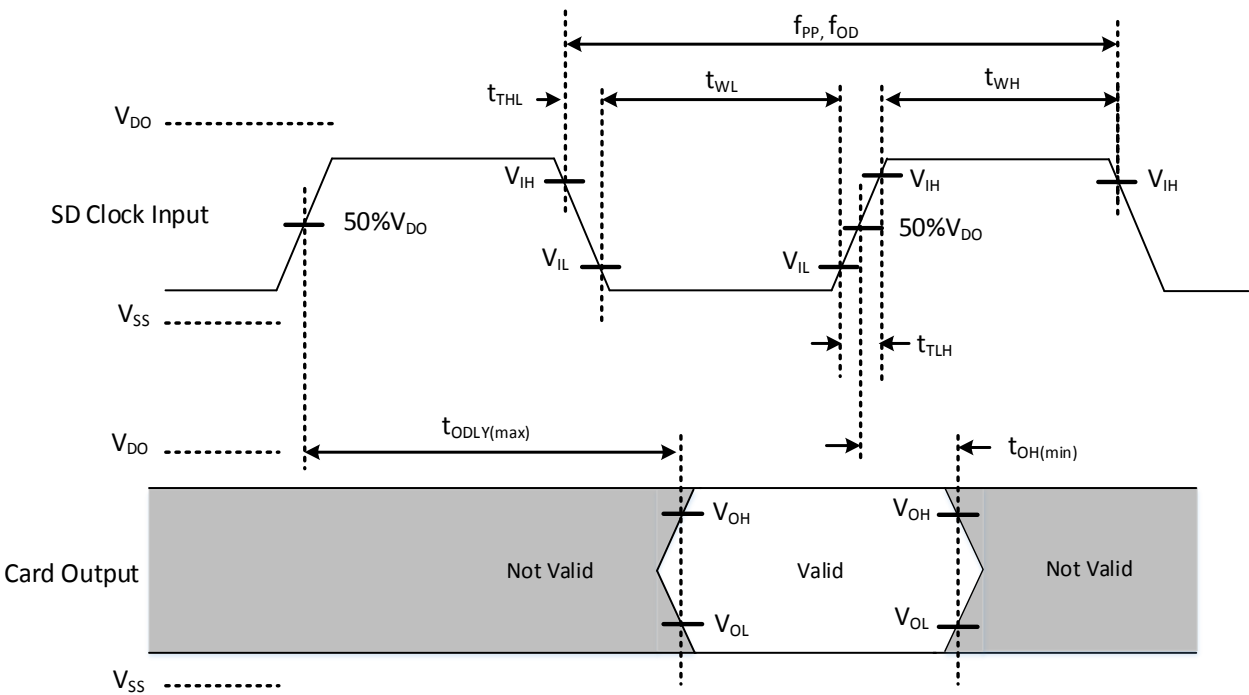 fPP, fOD
tTHL
tWL
tWH
VDO
VIH
VIH
VIH
SD Clock Input
50%VDO
50%VDO
VIL
VIL
VSS
tTLH
VDO
tODLY(max)
tOH(min)
VOH
VOH
Card Output
Not Valid
Valid
Not Valid
VOL
VOL
VSS